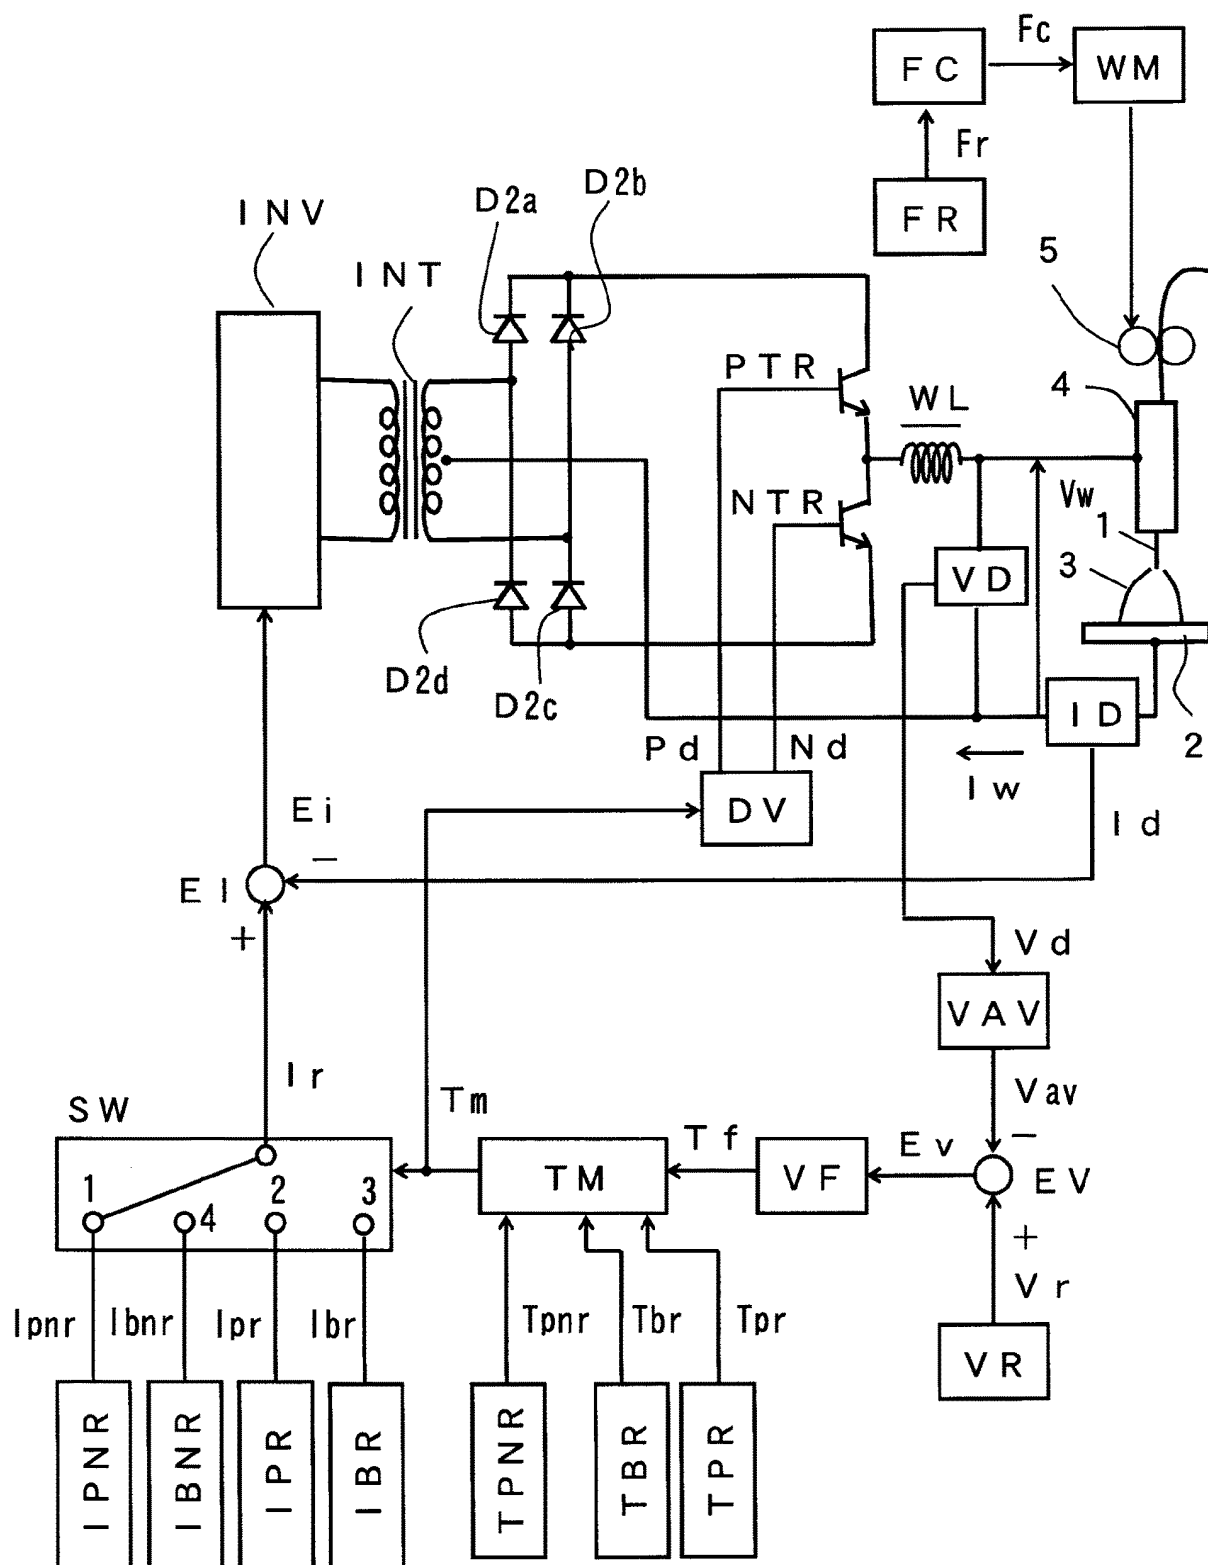 Fc
FC
WM
Fr
FR
D2b
D2a
INV
INT
5
PTR
4
WL
NTR
Vw
1
VD
3
D2d
D2c
ID
2
Pd
Nd
Iw
DV
Id
Ei
−
EI
+
Vd
VAV
Ir
Vav
SW
Tm
Tf
Ev
−
TM
VF
EV
1
2
3
4
+
Vr
Ipnr
Ibnr
Ipr
Ibr
Tpnr
Tbr
Tpr
VR
IPNR
IBNR
IPR
IBR
TPNR
TBR
TPR